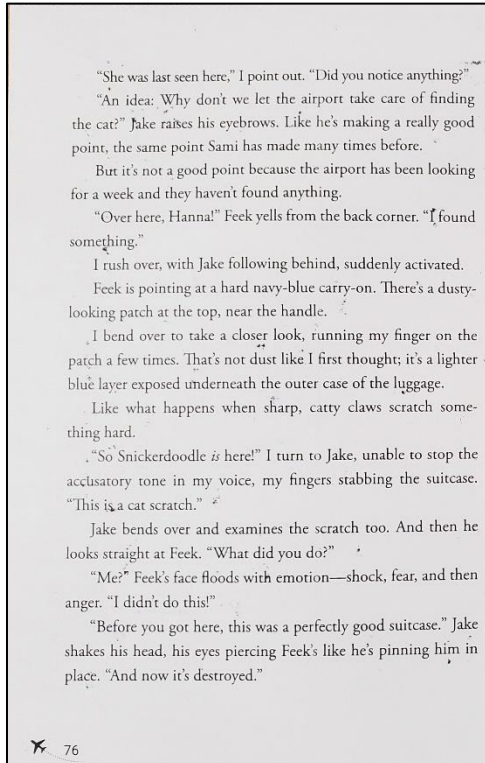 “She was last seen here,” I point out. “Did you notice anything?”
“An idea: Why don’t we let the airport take care of finding
the cat?” Jake raises his eyebrows. Like he’s making a really good
point, the same point Sami has made many times before.
But it’s not a good point because the airport has been looking
for a week and they haven’t found anything.
“Over here, Hanna!” Feek yells from the back corner. “I found
something.”
I rush over, with Jake following behind, suddenly activated.
Feek is pointing at a hard navy-blue carry-on. There’s a dusty-
looking patch at the top, near the handle.
I bend over to take a closer look, running my finger on the
patch a few times. That’s not dust like I first thought; it’s a lighter
blue layer exposed underneath the outer case of the luggage.
Like what happens when sharp, catty claws scratch some-
thing hard.
“So Snickerdoodle is here!” I turn to Jake, unable to stop the
accusatory tone in my voice, my fingers stabbing the suitcase.
“This is a cat scratch.”
Jake bends over and examines the scratch too. And then he
looks straight at Feek. “What did you do?”
“Me?” Feek’s face floods with emotion—shock, fear, and then
anger. “I didn’t do this!”
“Before you got here, this was a perfectly good suitcase.” Jake
shakes his head, his eyes piercing Feek’s like he’s pinning him in
place. “And now it’s destroyed.”
76